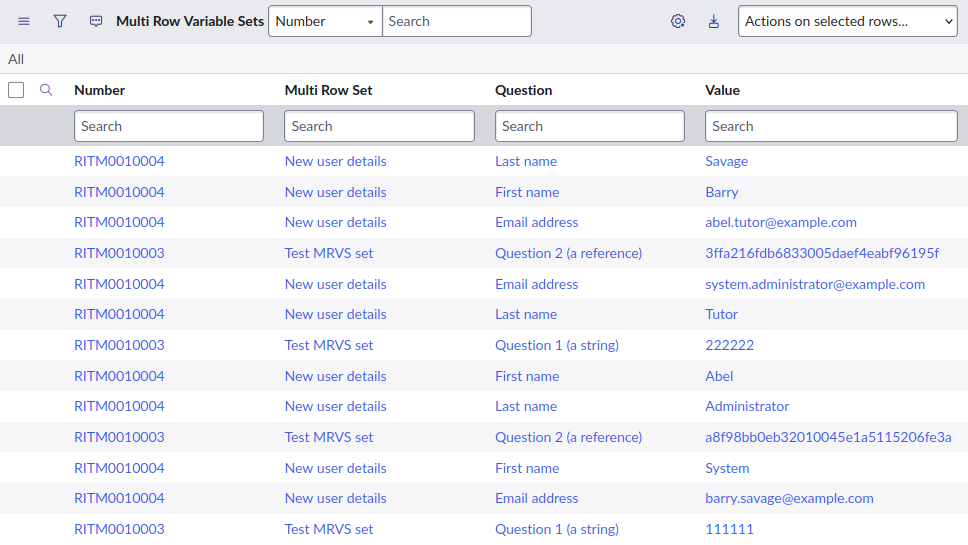 Multi Row Variable Sets Number Search Actions on selected rows...
All
Number Multi Row Set Question Value
Search Search Search Search
RITM0010004 New user details Last name Savage
RITM0010004 New user details First name Barry
RITM0010004 New user details Email address abel.tutor@example.com
RITM0010003 Test MRVS set Question 2 (a reference) 3ffa216fdb6833005daef4eabf96195f
RITM0010004 New user details Email address system.administrator@example.com
RITM0010004 New user details Last name Tutor
RITM0010003 Test MRVS set Question 1 (a string) 222222
RITM0010004 New user details First name Abel
RITM0010004 New user details Last name Administrator
RITM0010003 Test MRVS set Question 2 (a reference) a8f98bb0eb32010045e1a5115206fe3a
RITM0010004 New user details First name System
RITM0010004 New user details Email address barry.savage@example.com
RITM0010003 Test MRVS set Question 1 (a string) 111111